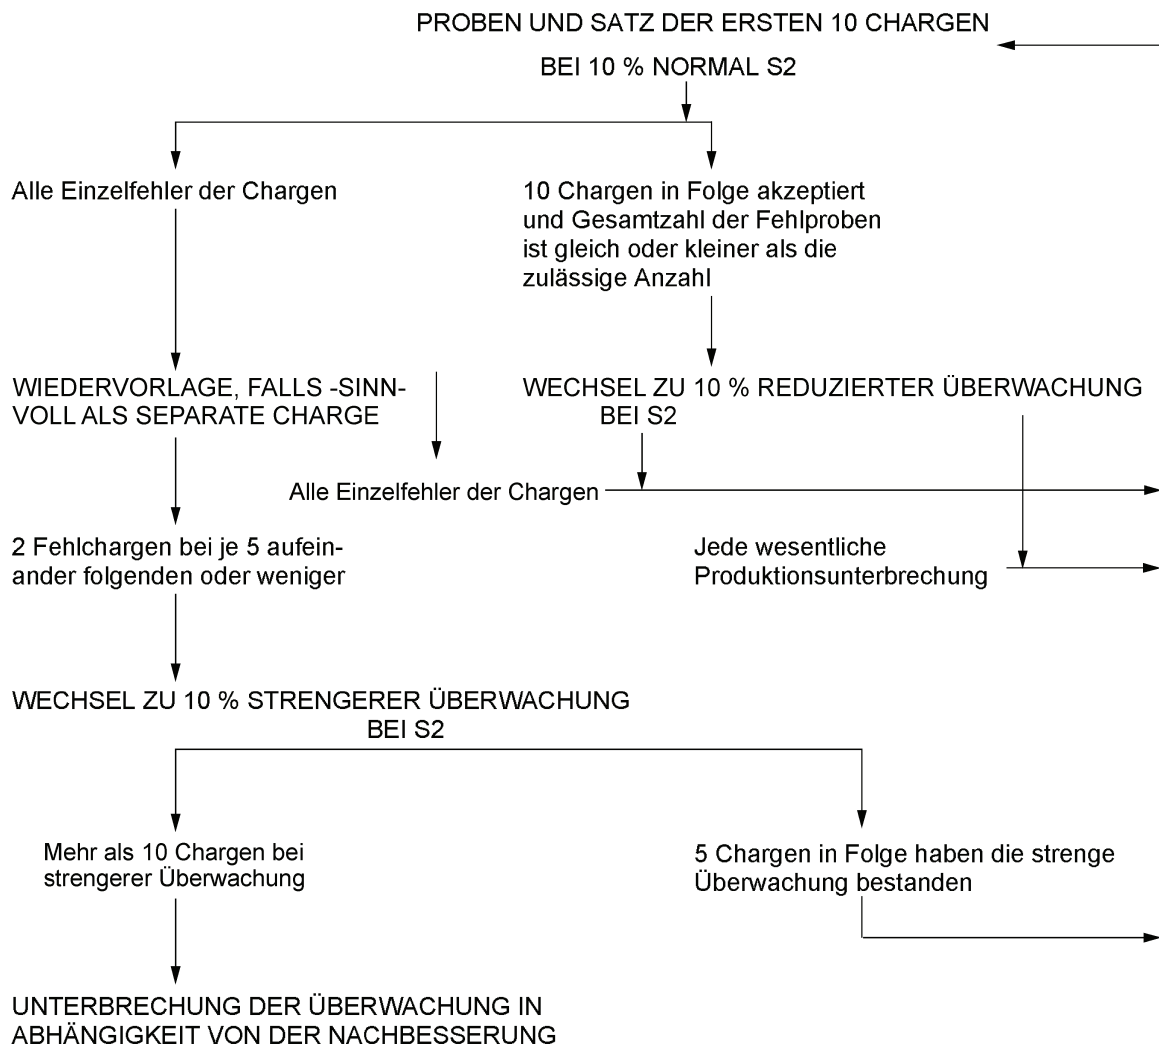 PROBEN UND SATZ DER ERSTEN 10 CHARGEN
BEI 10 % NORMAL S2
Alle Einzelfehler der Chargen
10 Chargen in Folge akzeptiert
und Gesamtzahl der Fehlproben
ist gleich oder kleiner als die
zulässige Anzahl
WIEDERVORLAGE, FALLS -SINN-
VOLL ALS SEPARATE CHARGE
WECHSEL ZU 10 % REDUZIERTER ÜBERWACHUNG
BEI S2
Alle Einzelfehler der Chargen
2 Fehlchargen bei je 5 aufein-
ander folgenden oder weniger
Jede wesentliche
Produktionsunterbrechung
WECHSEL ZU 10 % STRENGERER ÜBERWACHUNG
BEI S2
Mehr als 10 Chargen bei
strengerer Überwachung
5 Chargen in Folge haben die strenge
Überwachung bestanden
UNTERBRECHUNG DER ÜBERWACHUNG IN
ABHÄNGIGKEIT VON DER NACHBESSERUNG